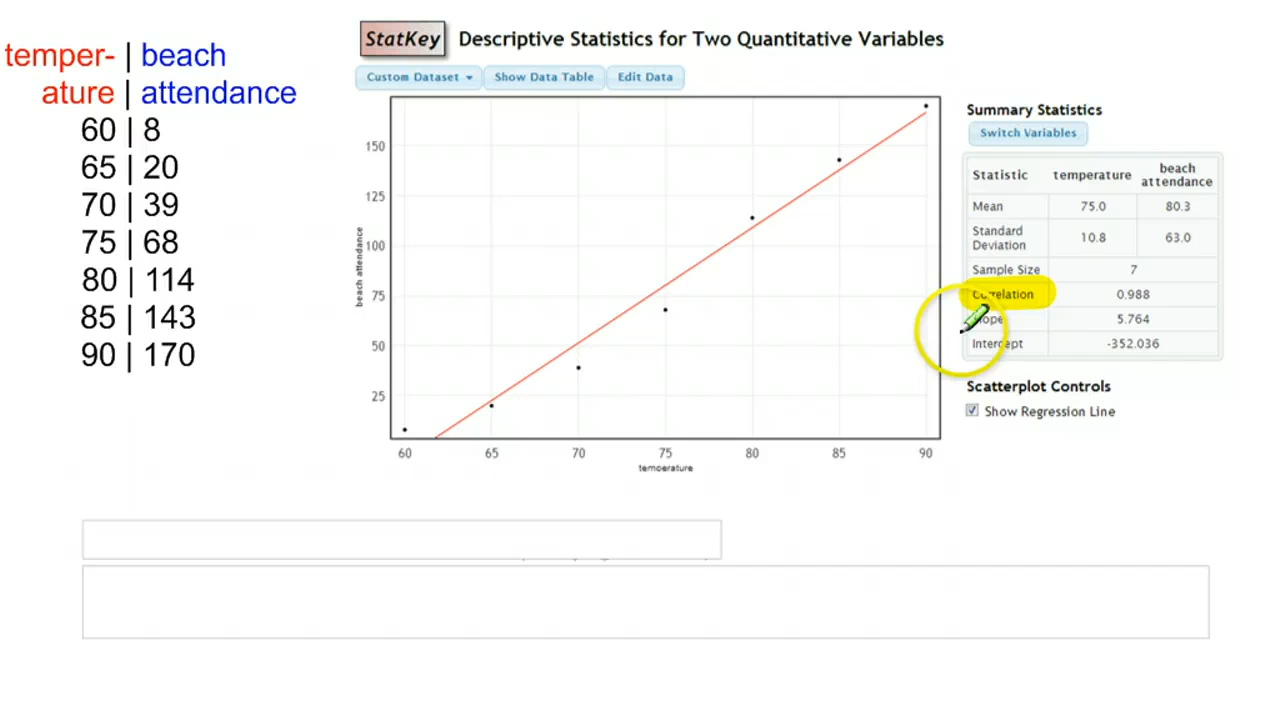 StatKey Descriptive Statistics for Two Quantitative Variables
temper- | beach
ature | attendance
60 | 8
65 | 20
70 | 39
75 | 68
80 | 114
85 | 143
90 | 170
Custom Dataset Show Data Table Edit Data
150
125
100
75
50
25
beach attendance
60 65 70 75 80 85 90
temoerature
Summary Statistics
Switch Variables
Statistic temperature beach attendance
Mean 75.0 80.3
Standard Deviation 10.8 63.0
Sample Size 7
Correlation 0.988
5.764
Intercept -352.036
Scatterplot Controls
Show Regression Line